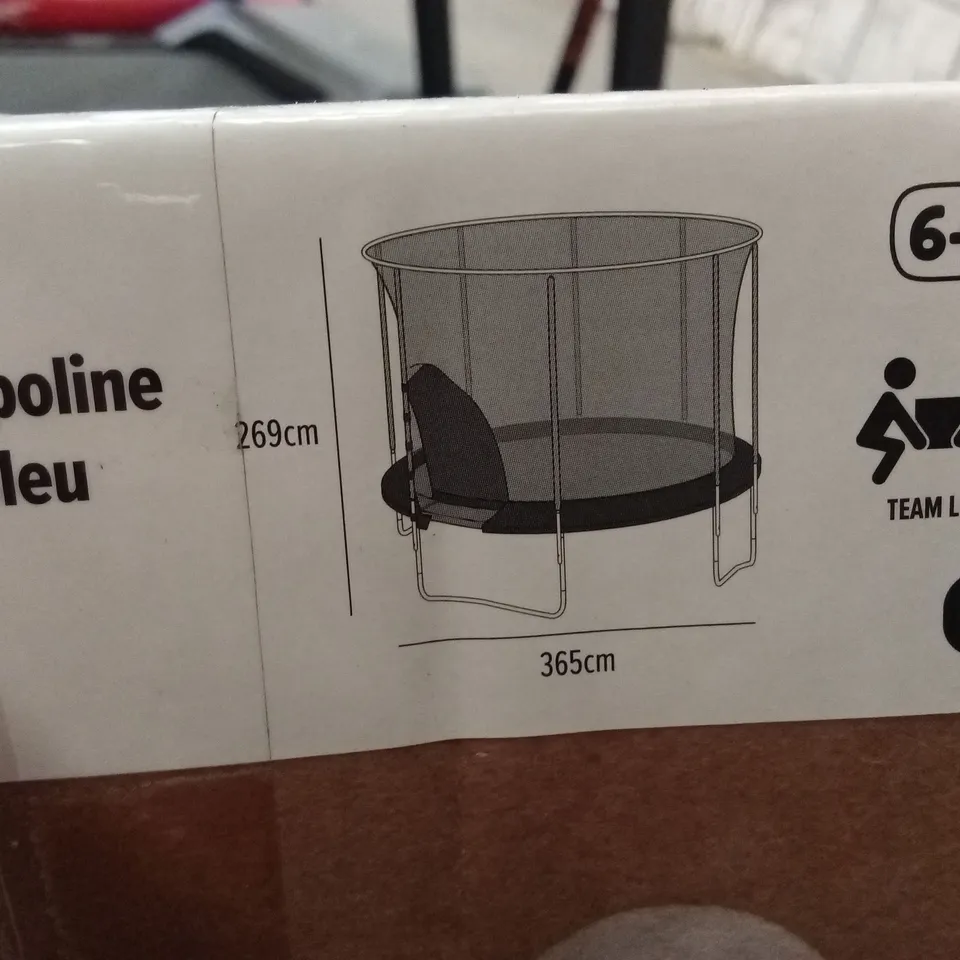 poline
leu
269cm
365cm
6-
TEAM L